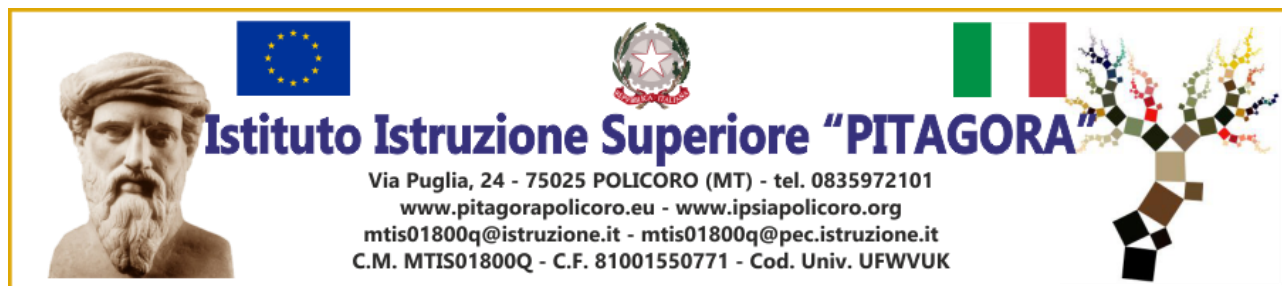 Istituto Istruzione Superiore “PITAGORA”
Via Puglia, 24 - 75025 POLICORO (MT) - tel. 0835972101
www.pitagorapolicoro.eu - www.ipsiapolicoro.org
mtis01800q@istruzione.it - mtis01800q@pec.istruzione.it
C.M. MTIS01800Q - C.F. 81001550771 - Cod. Univ. UFWVUK